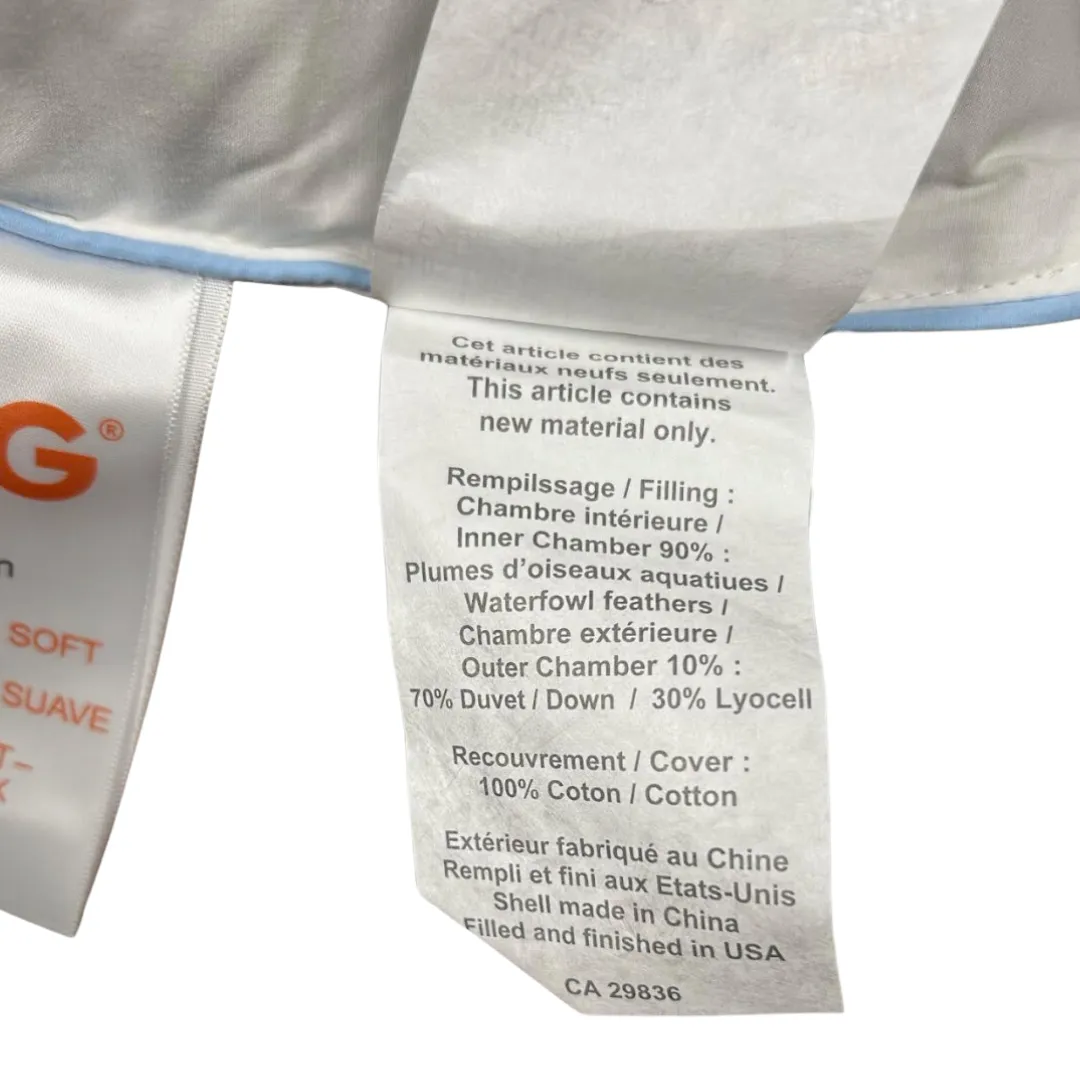 G®
n
SOFT
SUAVE
T-
K
Cet article contient des
matériaux neufs seulement.
This article contains
new material only.
Rempilssage / Filling :
Chambre intérieure /
Inner Chamber 90% :
Plumes d’oiseaux aquatiues /
Waterfowl feathers /
Chambre extérieure /
Outer Chamber 10% :
70% Duvet / Down / 30% Lyocell
Recouvrement / Cover :
100% Coton / Cotton
Extérieur fabriqué au Chine
Rempli et fini aux Etats-Unis
Shell made in China
Filled and finished in USA
CA 29836